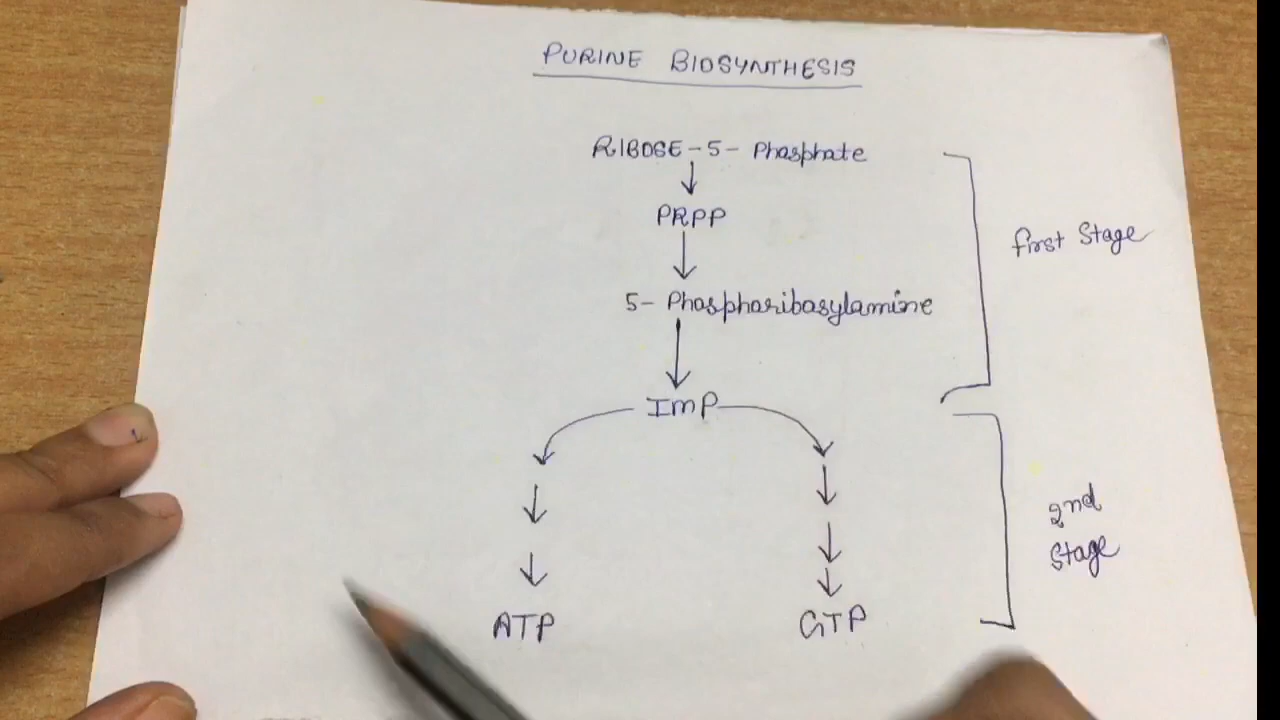 PURINE BIOSYNTHESIS
RIBOSE-5- Phosphate
PRPP
first Stage
5- Phosphoribosylamine
IMP
2nd
Stage
ATP
GTP